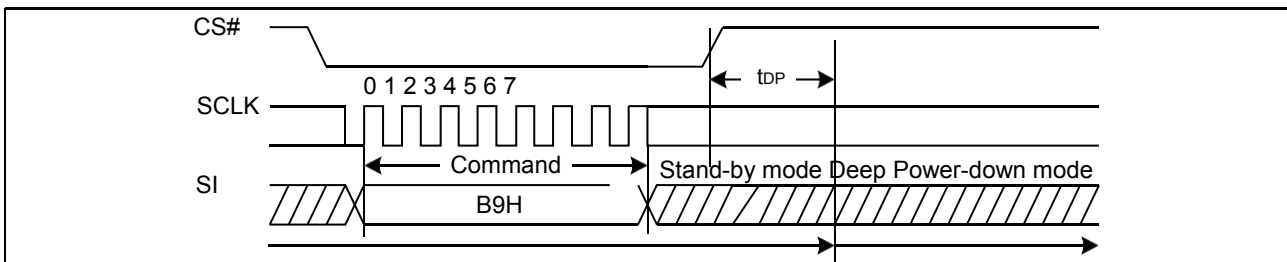 CS#
tDP
0 1 2 3 4 5 6 7
SCLK
Command
Stand-by mode Deep Power-down mode
SI
B9H